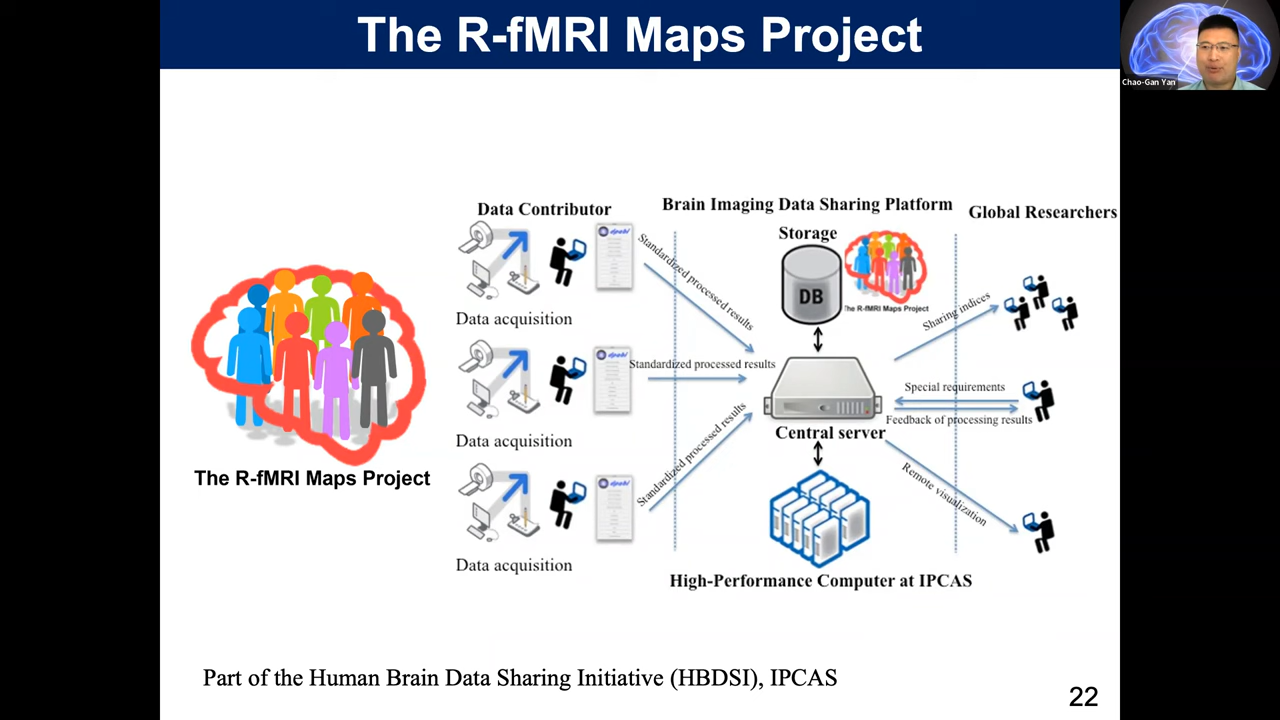 The R-fMRI Maps Project
Chao-Gan Yan
Data Contributor
Brain Imaging Data Sharing Platform
Global Researchers
Storage
DB
The R-fMRI Maps Project
dpabi
Data acquisition
dpabi
Data acquisition
dpabi
Data acquisition
Standardized processed results
Standardized processed results
Standardized processed results
Sharing indices
Special requirements
Feedback of processing results
Remote visualization
Central server
High-Performance Computer at IPCAS
The R-fMRI Maps Project
Part of the Human Brain Data Sharing Initiative (HBDSI), IPCAS
22